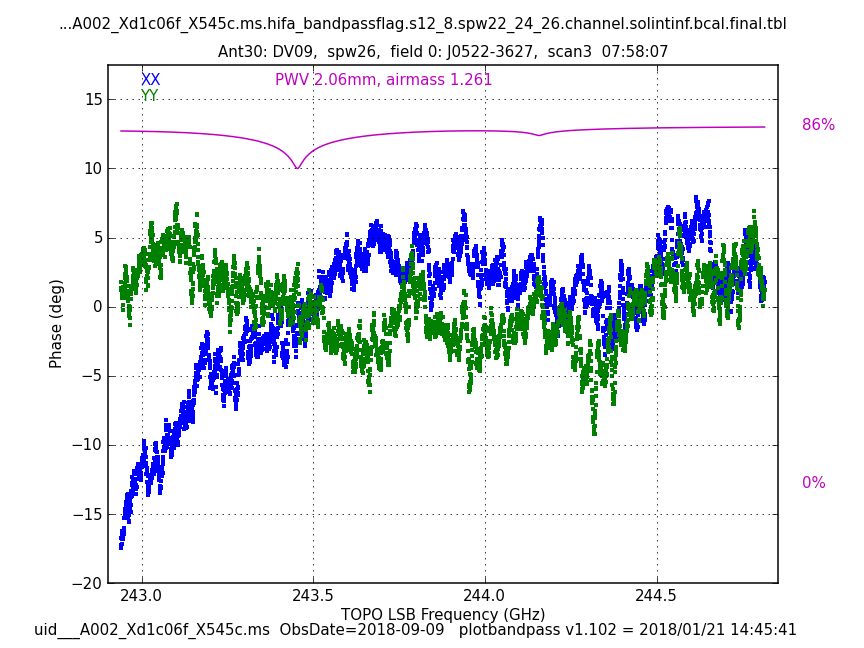 ...A002_Xd1c06f_X545c.ms.hifa_bandpassflag.s12_8.spw22_24_26.channel.solintinf.bcal.final.tbl
Ant30: DV09, spw26, field 0: J0522-3627, scan3 07:58:07
XX
PWV 2.06mm, airmass 1.261
YY
15
86%
10
5
0
Phase (deg)
−5
−10
0%
−15
−20
243.0 243.5 244.0 244.5
TOPO LSB Frequency (GHz)
uid___A002_Xd1c06f_X545c.ms ObsDate=2018-09-09 plotbandpass v1.102 = 2018/01/21 14:45:41